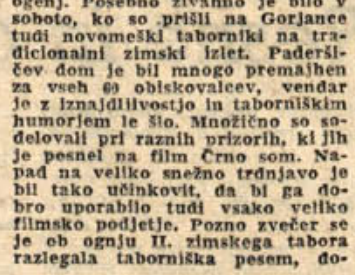 ogenj. Posebno živahno je bilo v
soboto, ko so prišli na Gorjance
tudi novomeški taborniki na tra-
dicionalni zimski izlet. Paderši-
čev dom je bil mnogo premajhen
za vseh 60 obiskovalcev, vendar
je z iznajdljivostjo in taborniškim
humorjem le šlo. Množično so so-
delovali pri raznih prizorih, ki jih
je pesnel na film Črno som. Na-
pad na veliko snežno trdnjavo je
bil tako učinkovit, da bi ga do-
bro uporabilo tudi vsako veliko
filmsko podjetje. Pozno zvečer se
je ob ognju II. zimskega tabora
razlegala taborniška pesem, do-